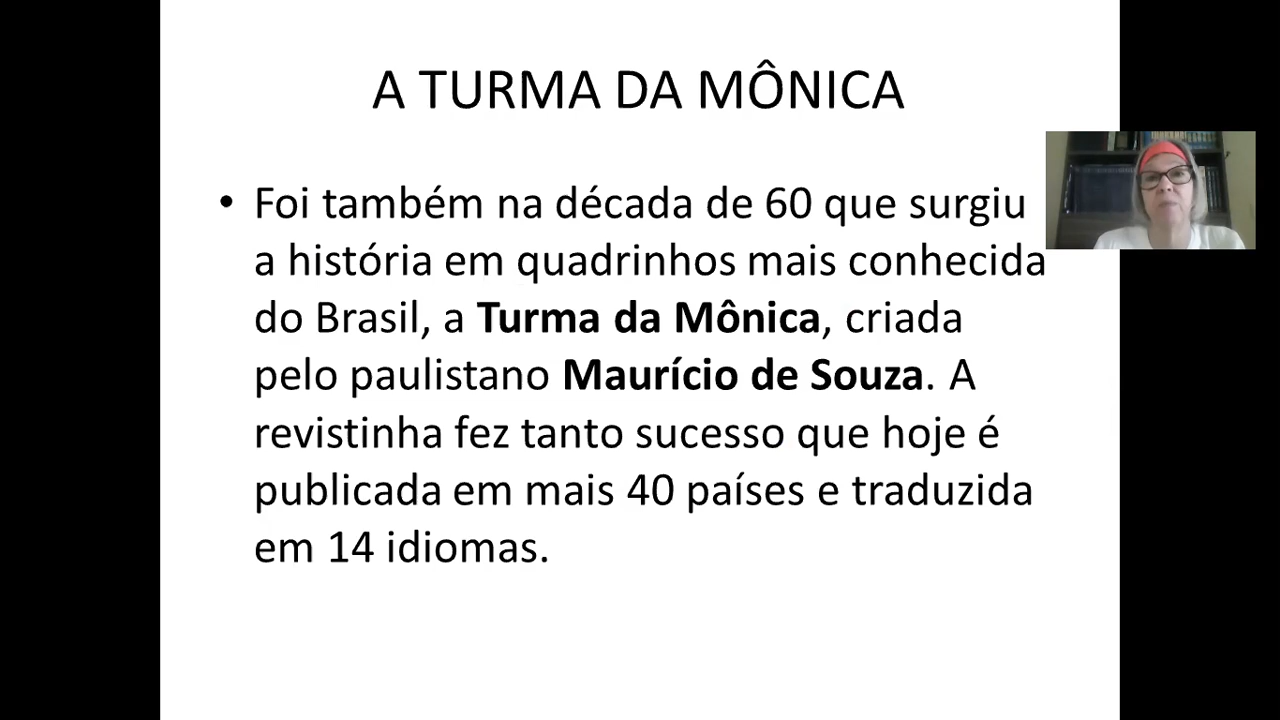 A TURMA DA MÔNICA
• Foi também na década de 60 que surgiu
a história em quadrinhos mais conhecida
do Brasil, a Turma da Mônica, criada
pelo paulistano Maurício de Souza. A
revistinha fez tanto sucesso que hoje é
publicada em mais 40 países e traduzida
em 14 idiomas.